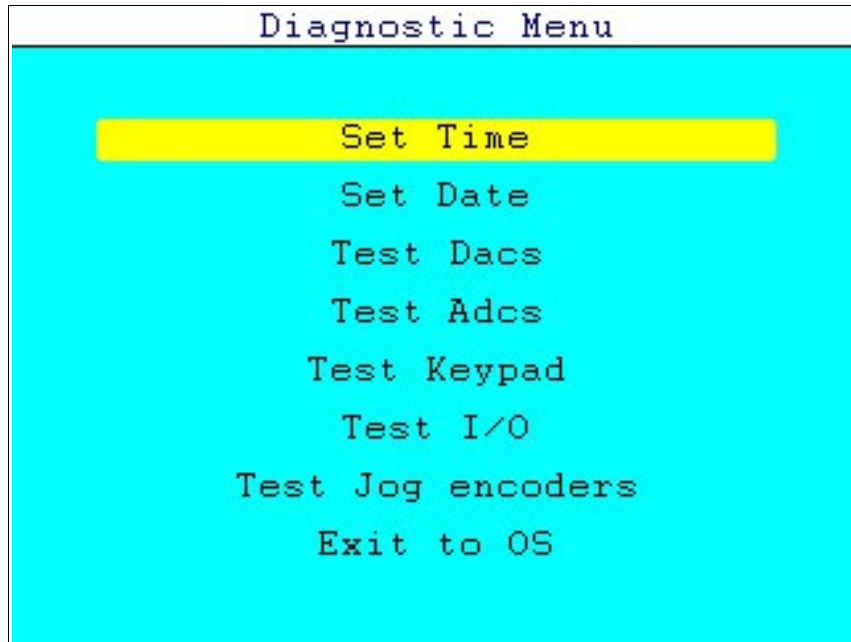 Diagnostic Menu
Set Time
Set Date
Test Dacs
Test Adcs
Test Keypad
Test I/O
Test Jog encoders
Exit to OS